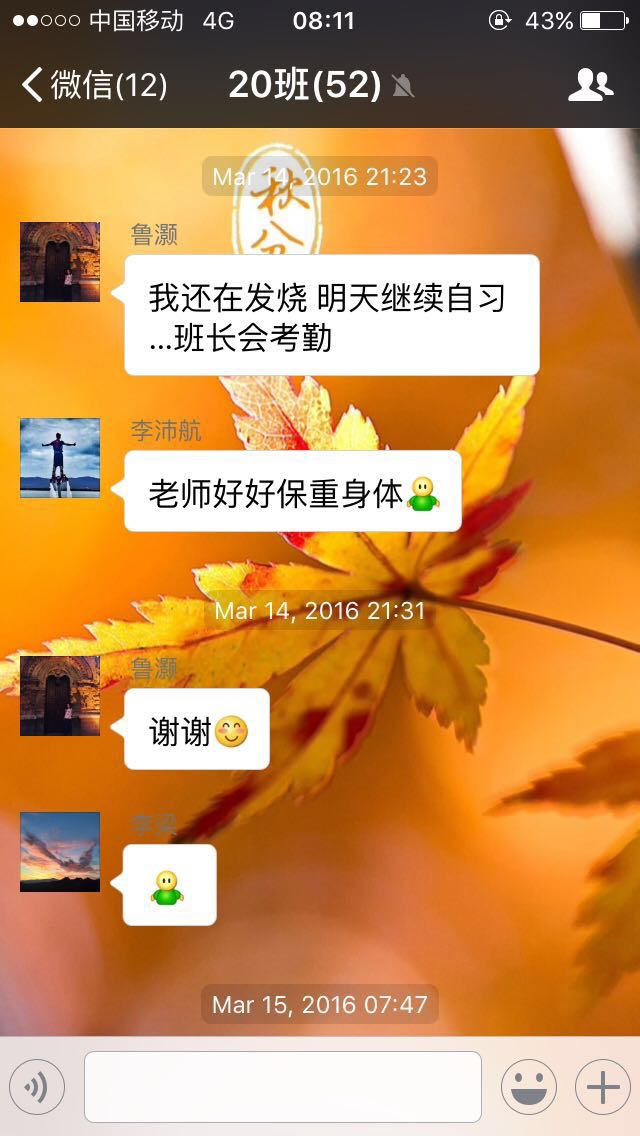 中国移动 4G 08:11 43%
微信(12) 20班(52)
Mar 14, 2016 21:23
秋分
鲁灏
我还在发烧 明天继续自习
...班长会考勤
李沛航
老师好好保重身体
Mar 14, 2016 21:31
鲁灏
谢谢
李梁
Mar 15, 2016 07:47